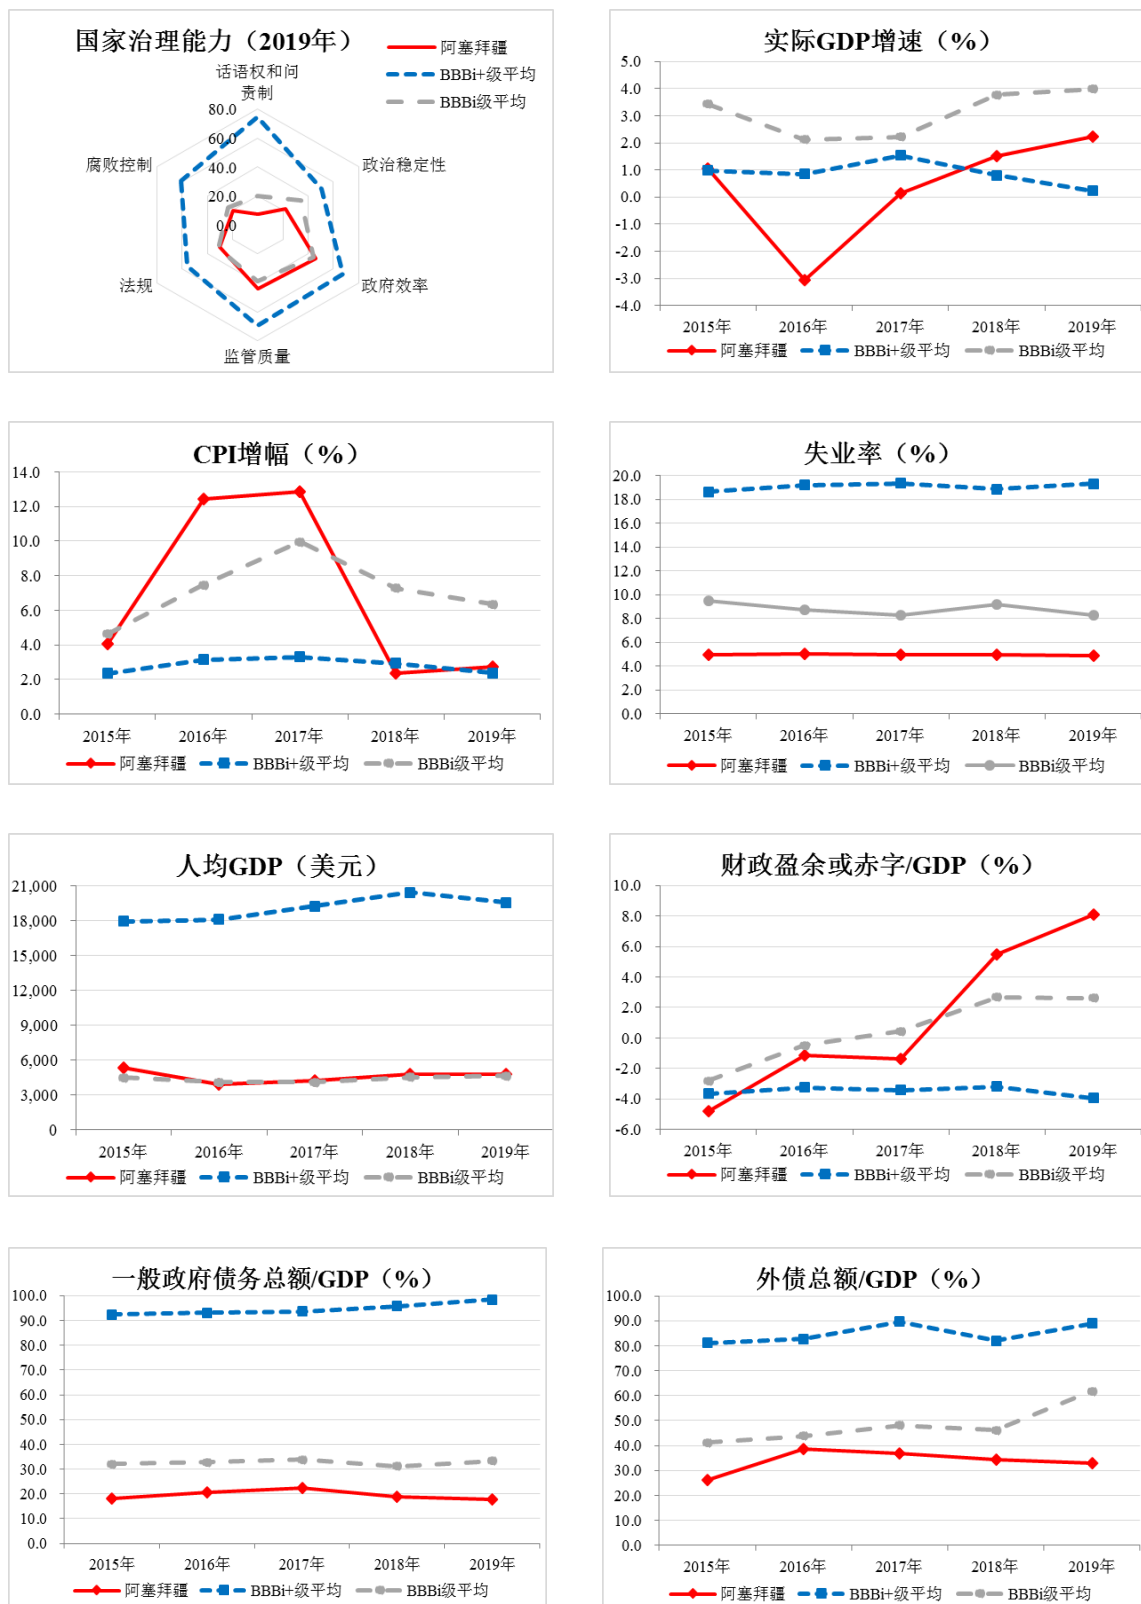 国家治理能力（2019年）
阿塞拜疆
BBBi+级平均
BBBi级平均
话语权和问
责制
80.0
60.0
40.0
20.0
0.0
腐败控制
政治稳定性
法规
政府效率
监管质量
实际GDP增速（%）
5.0
4.0
3.0
2.0
1.0
0.0
-1.0
-2.0
-3.0
-4.0
2015年 2016年 2017年 2018年 2019年
阿塞拜疆 BBBi+级平均 BBBi级平均
CPI增幅（%）
14.0
12.0
10.0
8.0
6.0
4.0
2.0
0.0
2015年 2016年 2017年 2018年 2019年
阿塞拜疆 BBBi+级平均 BBBi级平均
失业率（%）
20.0
18.0
16.0
14.0
12.0
10.0
8.0
6.0
4.0
2.0
0.0
2015年 2016年 2017年 2018年 2019年
阿塞拜疆 BBBi+级平均 BBBi级平均
人均GDP（美元）
21,000
18,000
15,000
12,000
9,000
6,000
3,000
0
2015年 2016年 2017年 2018年 2019年
阿塞拜疆 BBBi+级平均 BBBi级平均
财政盈余或赤字/GDP（%）
10.0
8.0
6.0
4.0
2.0
0.0
-2.0
-4.0
-6.0
2015年 2016年 2017年 2018年 2019年
阿塞拜疆 BBBi+级平均 BBBi级平均
一般政府债务总额/GDP（%）
100.0
90.0
80.0
70.0
60.0
50.0
40.0
30.0
20.0
10.0
0.0
2015年 2016年 2017年 2018年 2019年
阿塞拜疆 BBBi+级平均 BBBi级平均
外债总额/GDP（%）
100.0
90.0
80.0
70.0
60.0
50.0
40.0
30.0
20.0
10.0
0.0
2015年 2016年 2017年 2018年 2019年
阿塞拜疆 BBBi+级平均 BBBi级平均